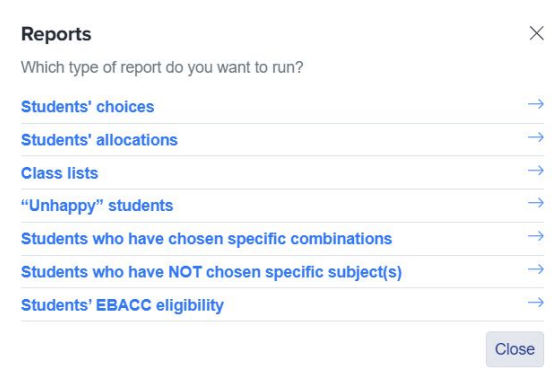 Reports
Which type of report do you want to run?
Students' choices
Students' allocations
Class lists
“Unhappy” students
Students who have chosen specific combinations
Students who have NOT chosen specific subject(s)
Students’ EBACC eligibility
Close